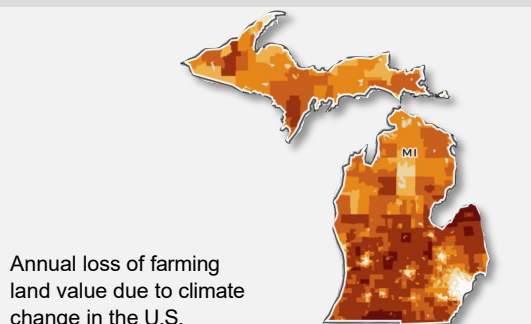 MI
Annual loss of farming
land value due to climate
change in the U.S.